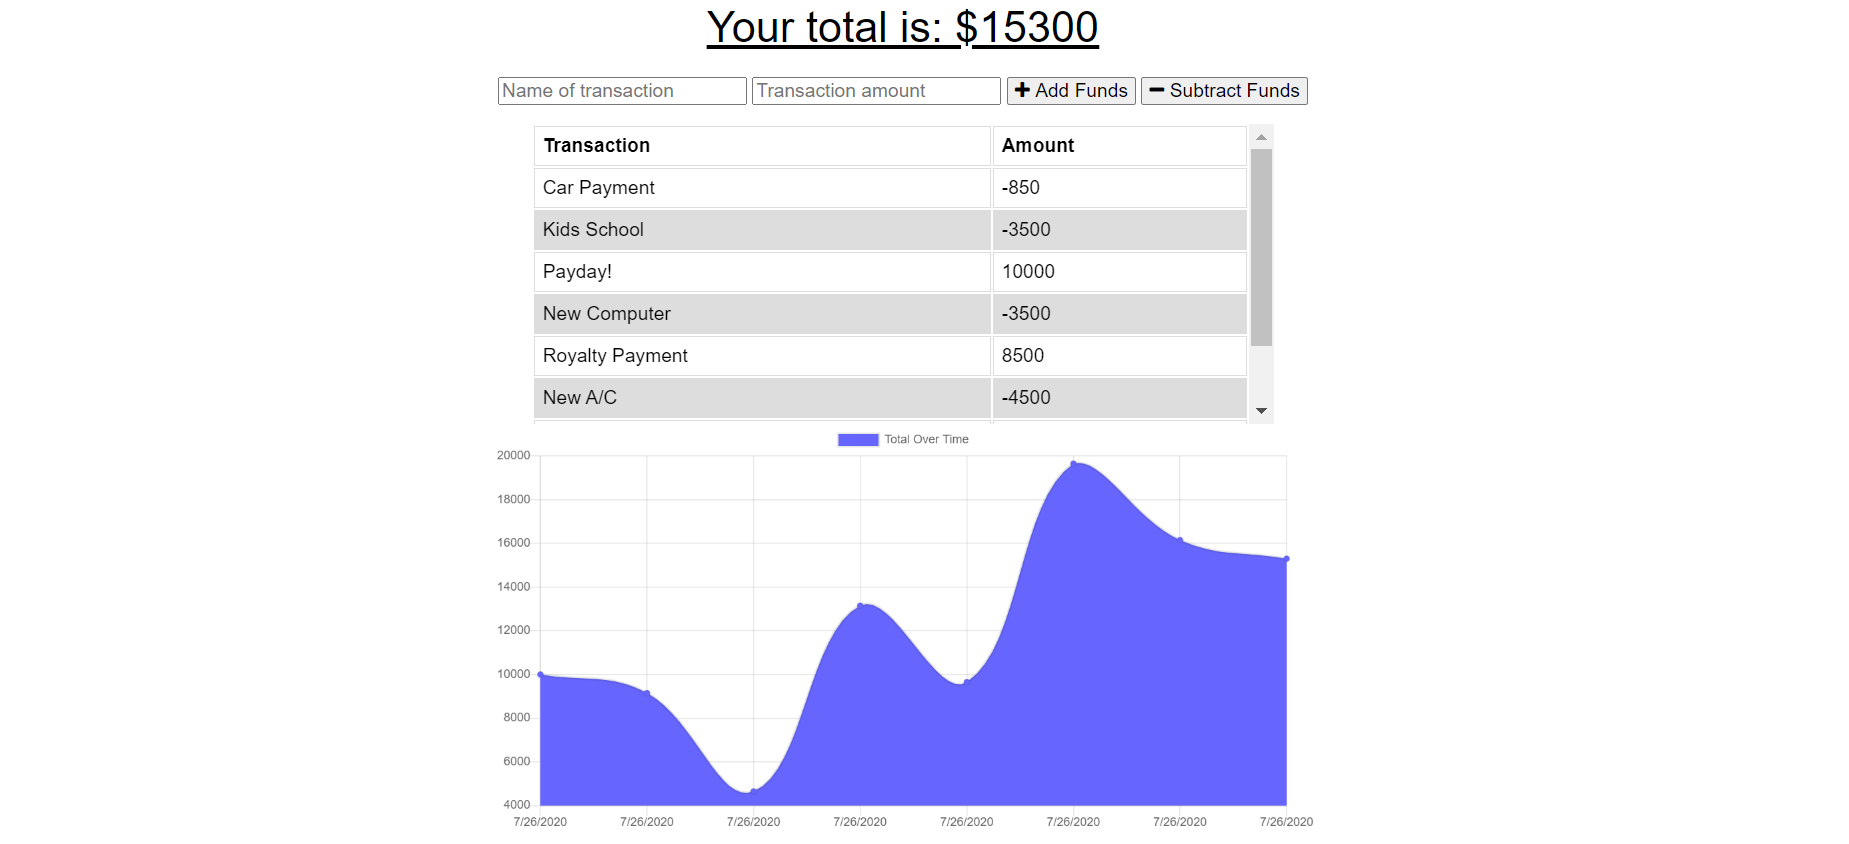 Your total is: $15300
Name of transaction Transaction amount Add Funds Subtract Funds
Transaction Amount
Car Payment -850
Kids School -3500
Payday! 10000
New Computer -3500
Royalty Payment 8500
New A/C -4500
Total Over Time
20000
18000
16000
14000
12000
10000
8000
6000
4000
7/26/2020 7/26/2020 7/26/2020 7/26/2020 7/26/2020 7/26/2020 7/26/2020 7/26/2020